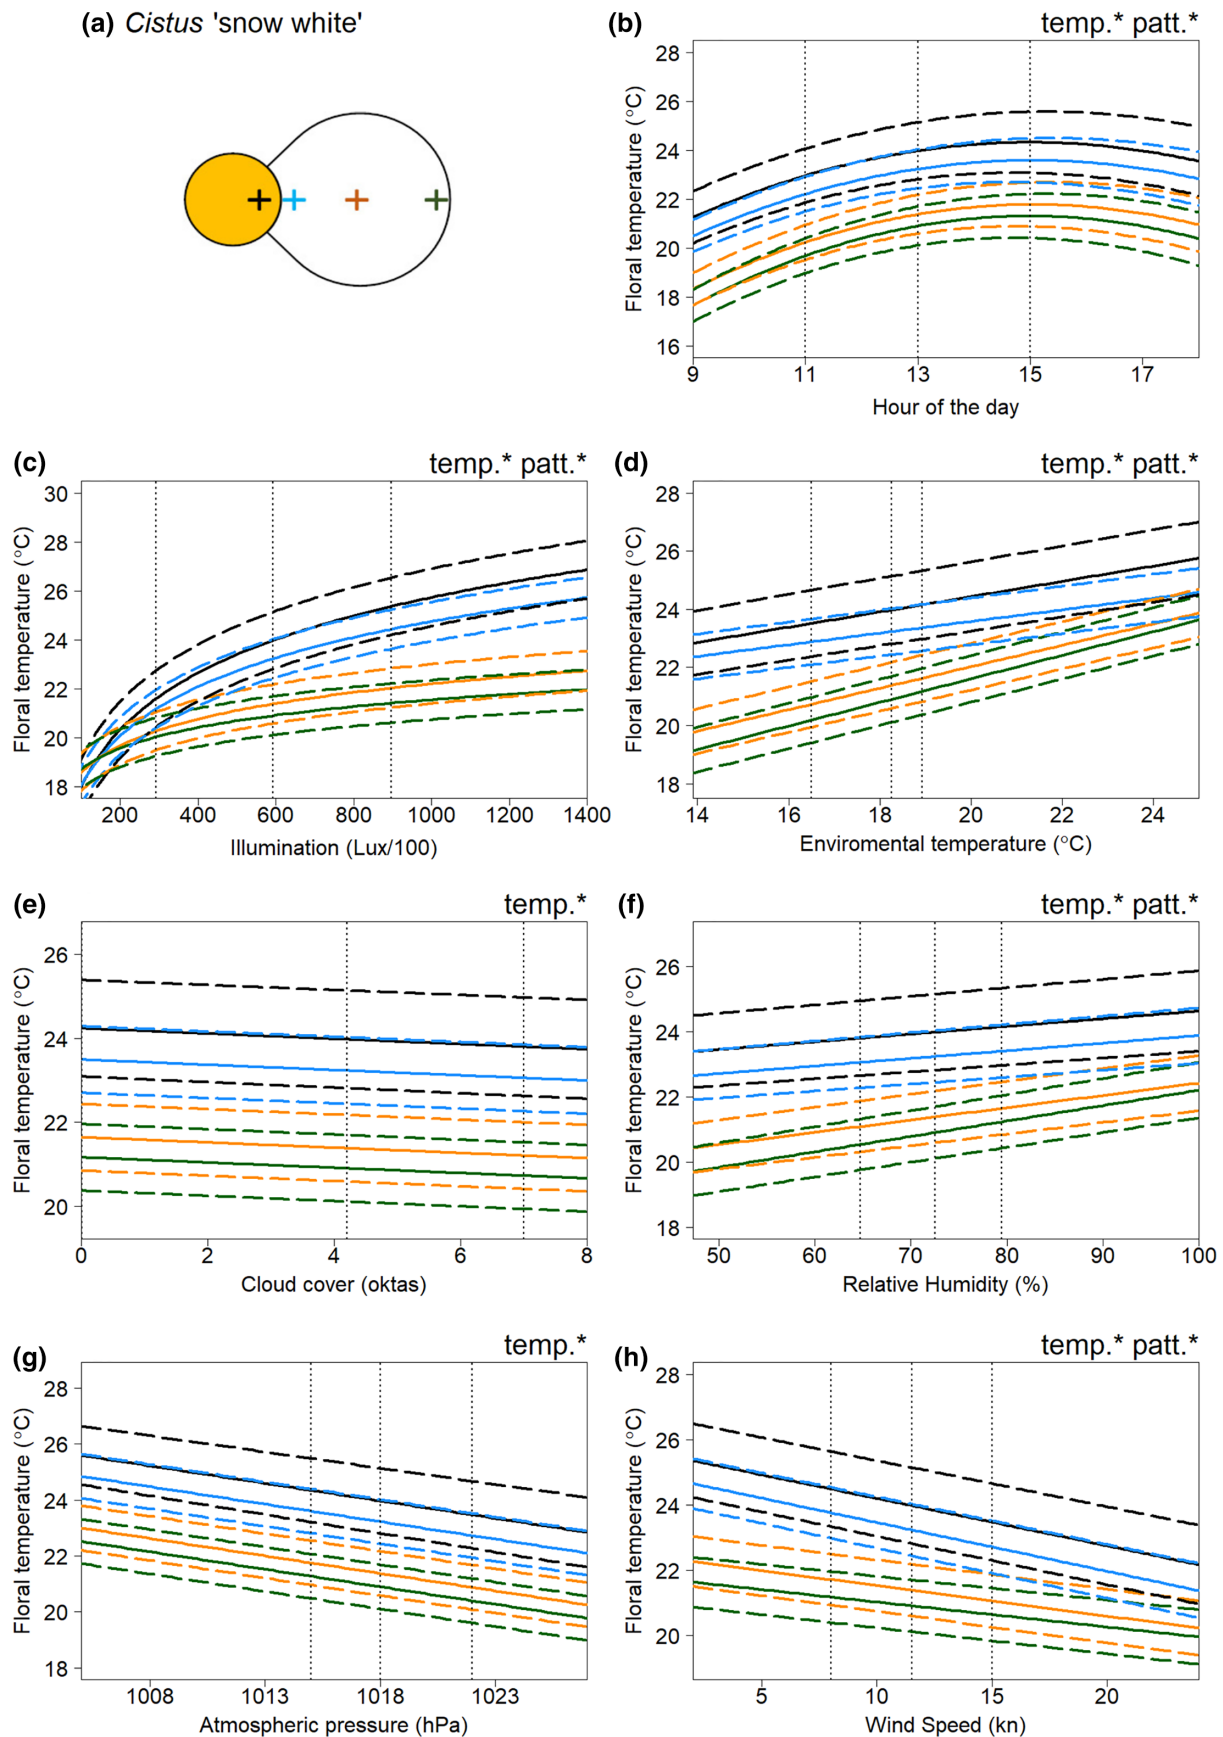 (a) Cistus 'snow white'
(b) temp.* patt.*
Floral temperature (°C)
28
26
24
22
20
18
16
9 11 13 15 17
Hour of the day
(c) temp.* patt.*
Floral temperature (°C)
30
28
26
24
22
20
18
200 400 600 800 1000 1200 1400
Illumination (Lux/100)
(d) temp.* patt.*
Floral temperature (°C)
28
26
24
22
20
18
14 16 18 20 22 24
Enviromental temperature (°C)
(e) temp.*
Floral temperature (°C)
26
24
22
20
0 2 4 6 8
Cloud cover (oktas)
(f) temp.* patt.*
Floral temperature (°C)
26
24
22
20
18
50 60 70 80 90 100
Relative Humidity (%)
(g) temp.*
Floral temperature (°C)
28
26
24
22
20
18
1008 1013 1018 1023
Atmospheric pressure (hPa)
(h) temp.* patt.*
Floral temperature (°C)
28
26
24
22
20
5 10 15 20
Wind Speed (kn)